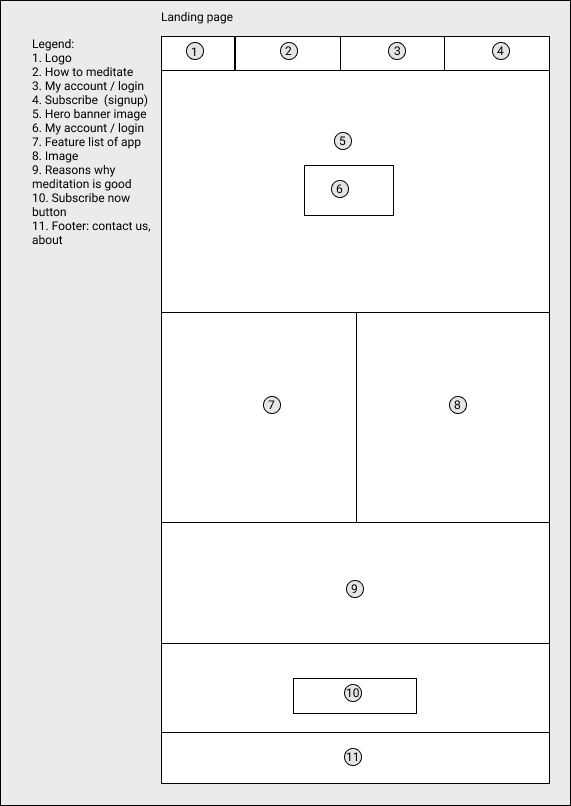 Landing page
Legend:
1. Logo
2. How to meditate
3. My account / login
4. Subscribe  (signup)
5. Hero banner image
6. My account / login
7. Feature list of app
8. Image
9. Reasons why
meditation is good
10. Subscribe now
button
11. Footer: contact us,
about
1
2
3
4
5
6
7
8
9
10
11